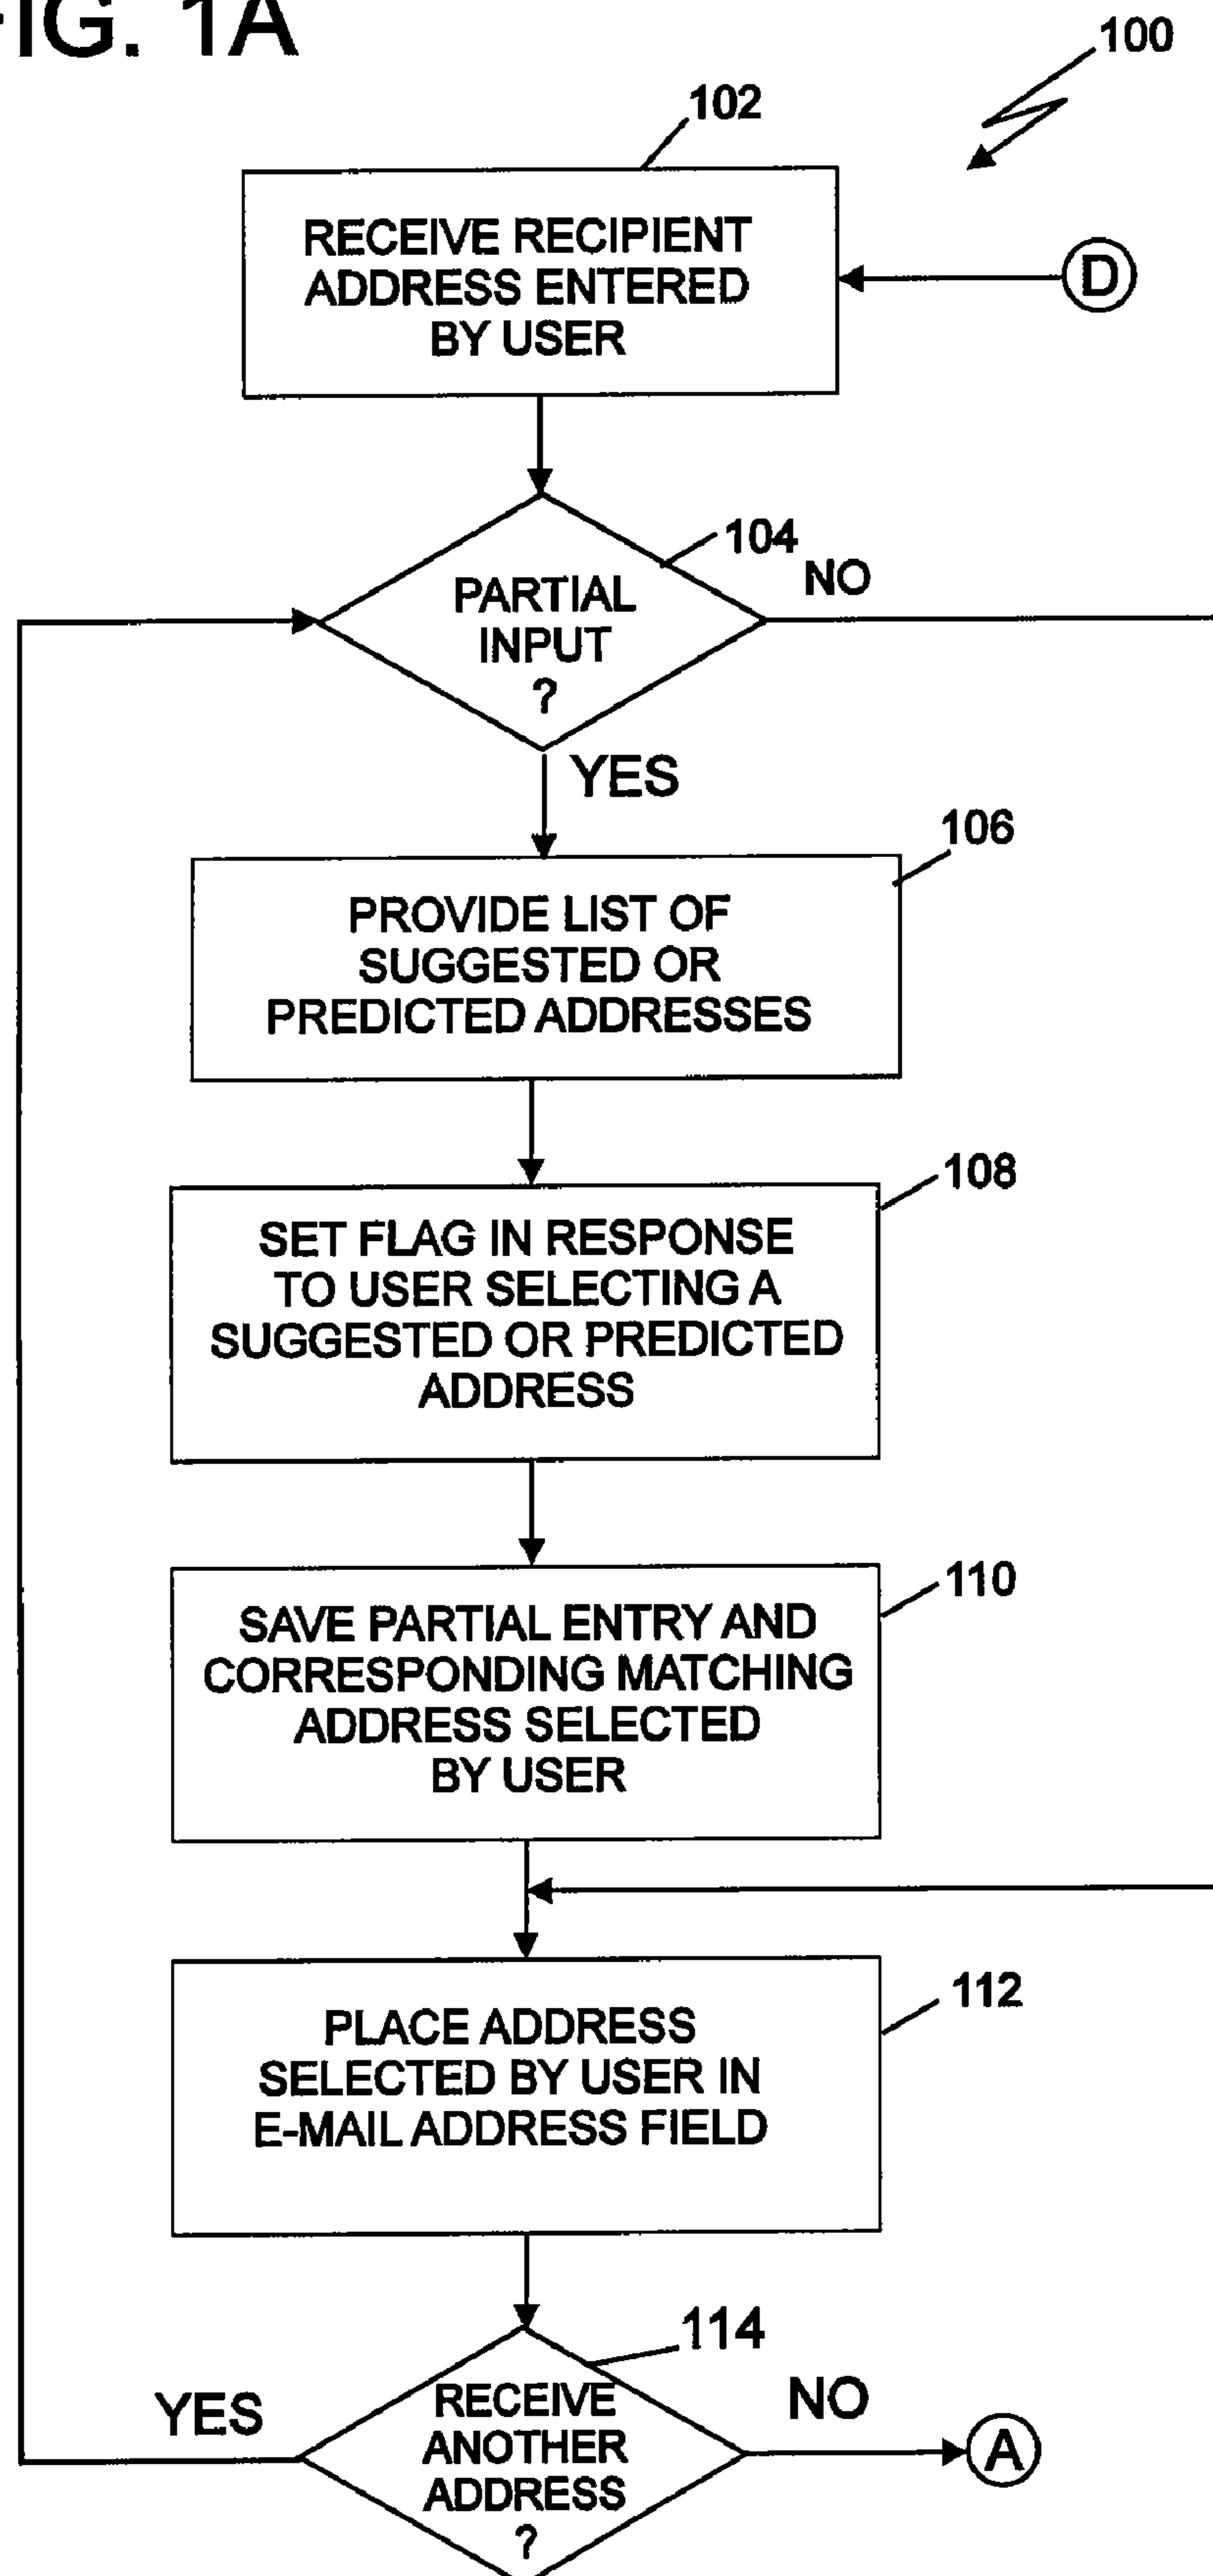 FIG. 1A
100
102
RECEIVE RECIPIENT
ADDRESS ENTERED
BY USER
D
104
NO
PARTIAL
INPUT
?
YES
106
PROVIDE LIST OF
SUGGESTED OR
PREDICTED ADDRESSES
108
SET FLAG IN RESPONSE
TO USER SELECTING A
SUGGESTED OR PREDICTED
ADDRESS
110
SAVE PARTIAL ENTRY AND
CORRESPONDING MATCHING
ADDRESS SELECTED
BY USER
112
PLACE ADDRESS
SELECTED BY USER IN
E-MAIL ADDRESS FIELD
114
YES
RECEIVE
ANOTHER
ADDRESS
?
NO
A